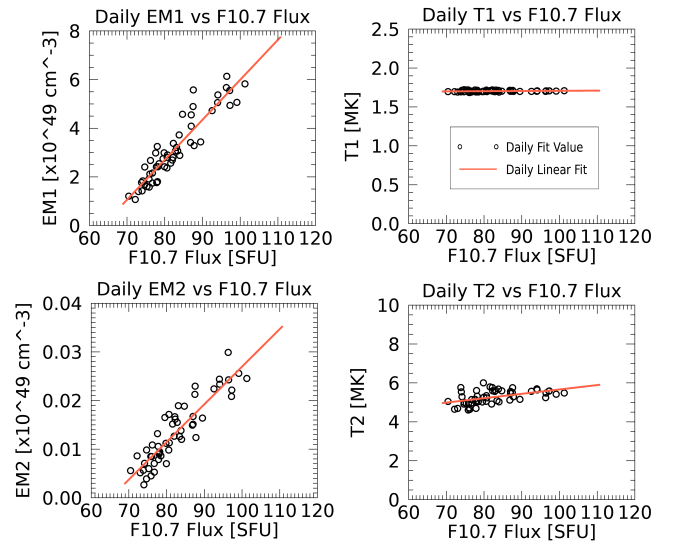 Daily EM1 vs F10.7 Flux
EM1 [x10^49 cm^-3]
8
6
4
2
0
60 70 80 90 100 110 120
F10.7 Flux [SFU]
Daily T1 vs F10.7 Flux
T1 [MK]
2.5
2.0
1.5
1.0
0.5
0.0
Daily Fit Value
Daily Linear Fit
60 70 80 90 100 110 120
F10.7 Flux [SFU]
Daily EM2 vs F10.7 Flux
EM2 [x10^49 cm^-3]
0.04
0.03
0.02
0.01
0.00
60 70 80 90 100 110 120
F10.7 Flux [SFU]
Daily T2 vs F10.7 Flux
T2 [MK]
10
8
6
4
2
0
60 70 80 90 100 110 120
F10.7 Flux [SFU]